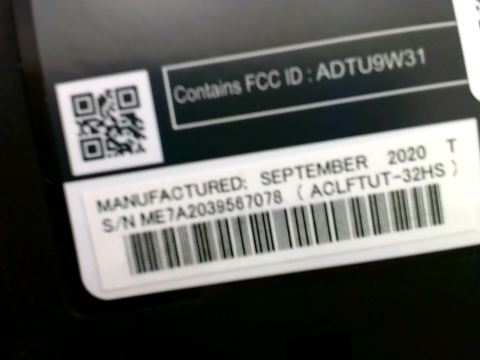 Contains FCC ID : ADTU9W31
MANUFACTURED: SEPTEMBER 2020 T
S/N ME7A2039567078 ( ACLFTUT-32HS )